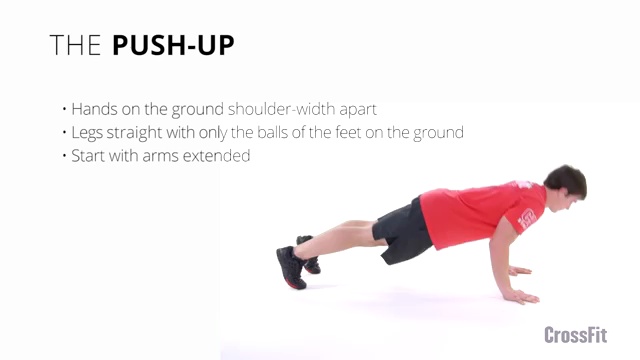 THE PUSH-UP
• Hands on the ground shoulder-width apart
• Legs straight with only the balls of the feet on the ground
• Start with arms extended
CrossFit